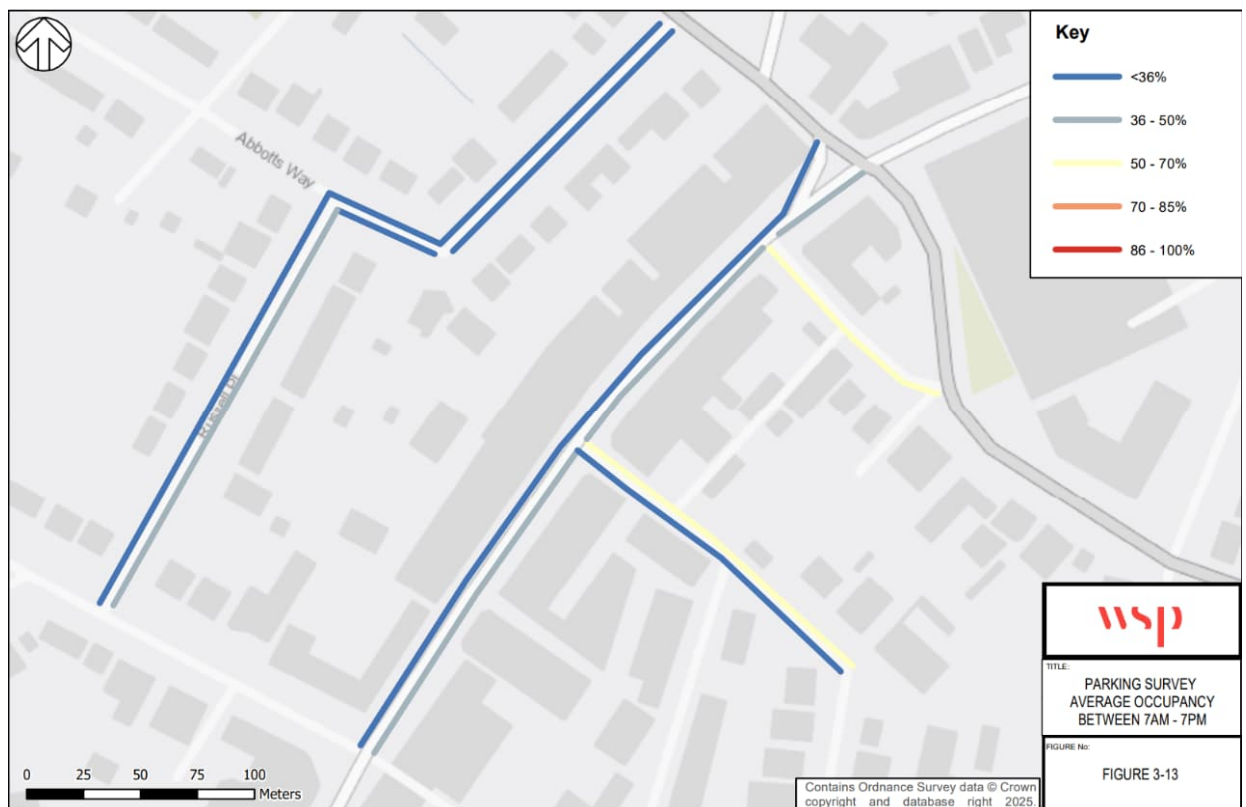 Key
<36%
36 - 50%
50 - 70%
70 - 85%
86 - 100%
Abbotts Way
Russell Pl
0 25 50 75 100
Meters
Contains Ordnance Survey data © Crown
copyright and database right 2025.
wsp
TITLE:
PARKING SURVEY
AVERAGE OCCUPANCY
BETWEEN 7AM - 7PM
FIGURE No:
FIGURE 3-13